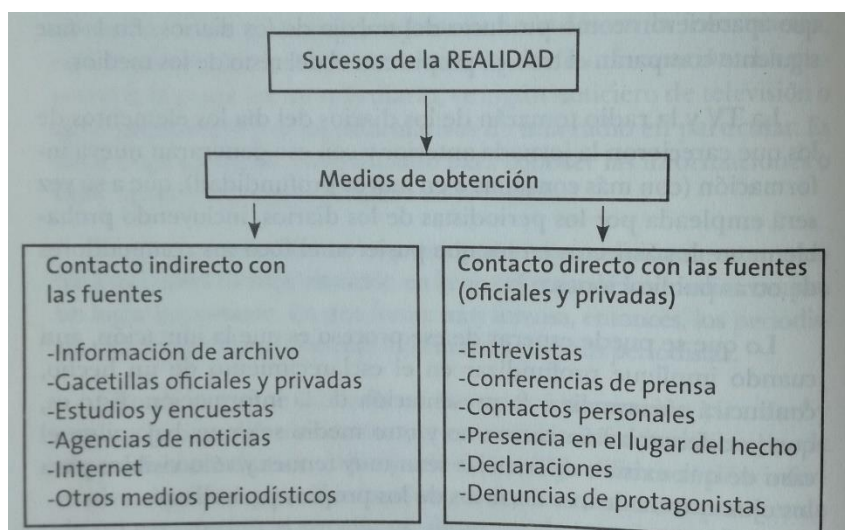 Sucesos de la REALIDAD
Medios de obtención
Contacto indirecto con
las fuentes
-Información de archivo
-Gacetillas oficiales y privadas
-Estudios y encuestas
-Agencias de noticias
-Internet
-Otros medios periodísticos
Contacto directo con las fuentes
(oficiales y privadas)
-Entrevistas
-Conferencias de prensa
-Contactos personales
-Presencia en el lugar del hecho
-Declaraciones
-Denuncias de protagonistas